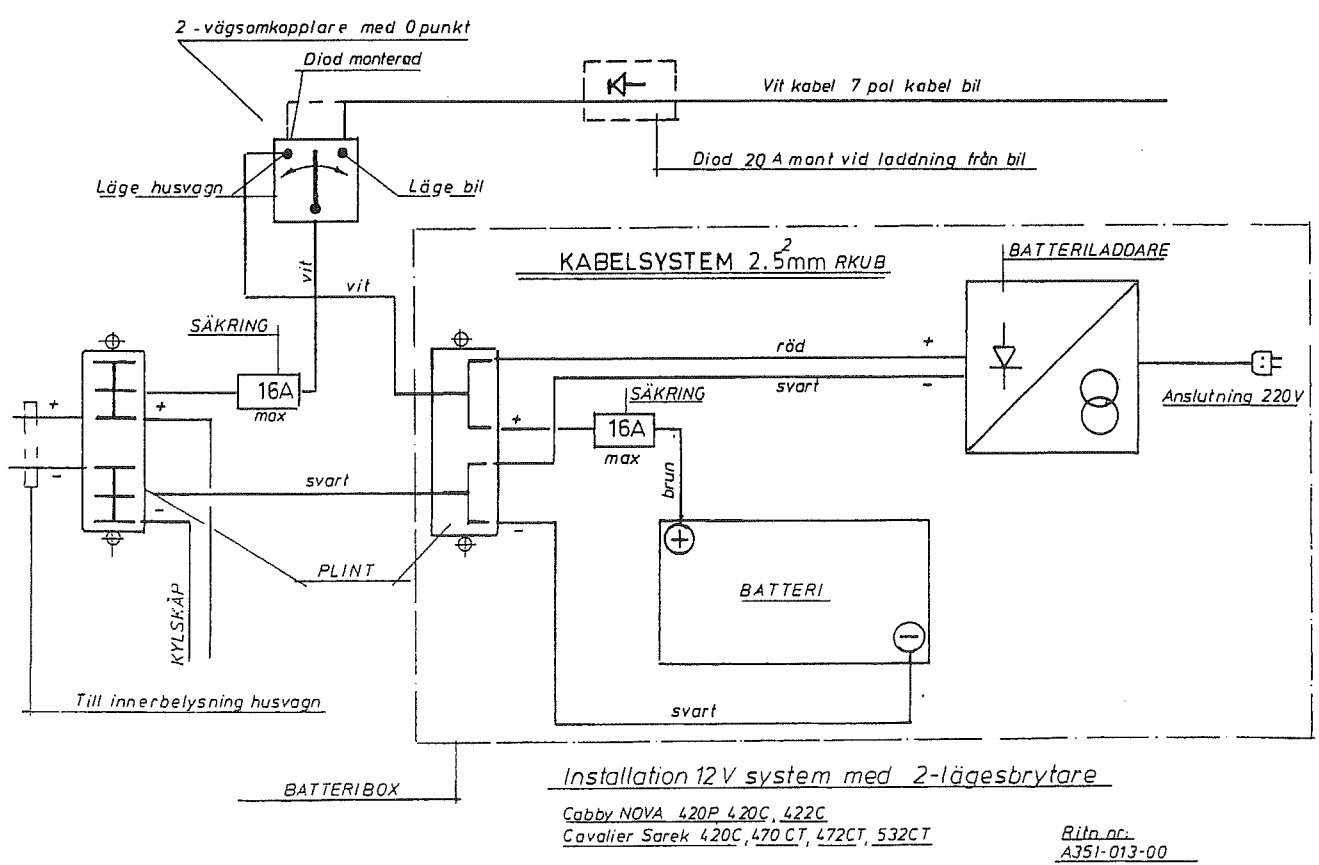 2-vägsomkopplare med 0 punkt
Diod monterad
Vit kabel 7 pol kabel bil
Diod 20 A mont vid laddning från bil
Läge husvagn
Läge bil
KABELSYSTEM 2.5mm² RKUB
BATTERILADDARE
vit
vit
SÄKRING
16A
max
röd
+
svart
-
Anslutning 220V
SÄKRING
+
16A
max
brun
+
+
-
-
svart
-
PLINT
KYLSKÅP
+
BATTERI
-
Till innerbelysning husvagn
svart
BATTERIBOX
Installation 12V system med 2-lägesbrytare
Cabby NOVA 420P, 420C, 422C
Cavalier Sarek 420C, 470 CT, 472CT, 532CT
Ritn nr:
A351-013-00